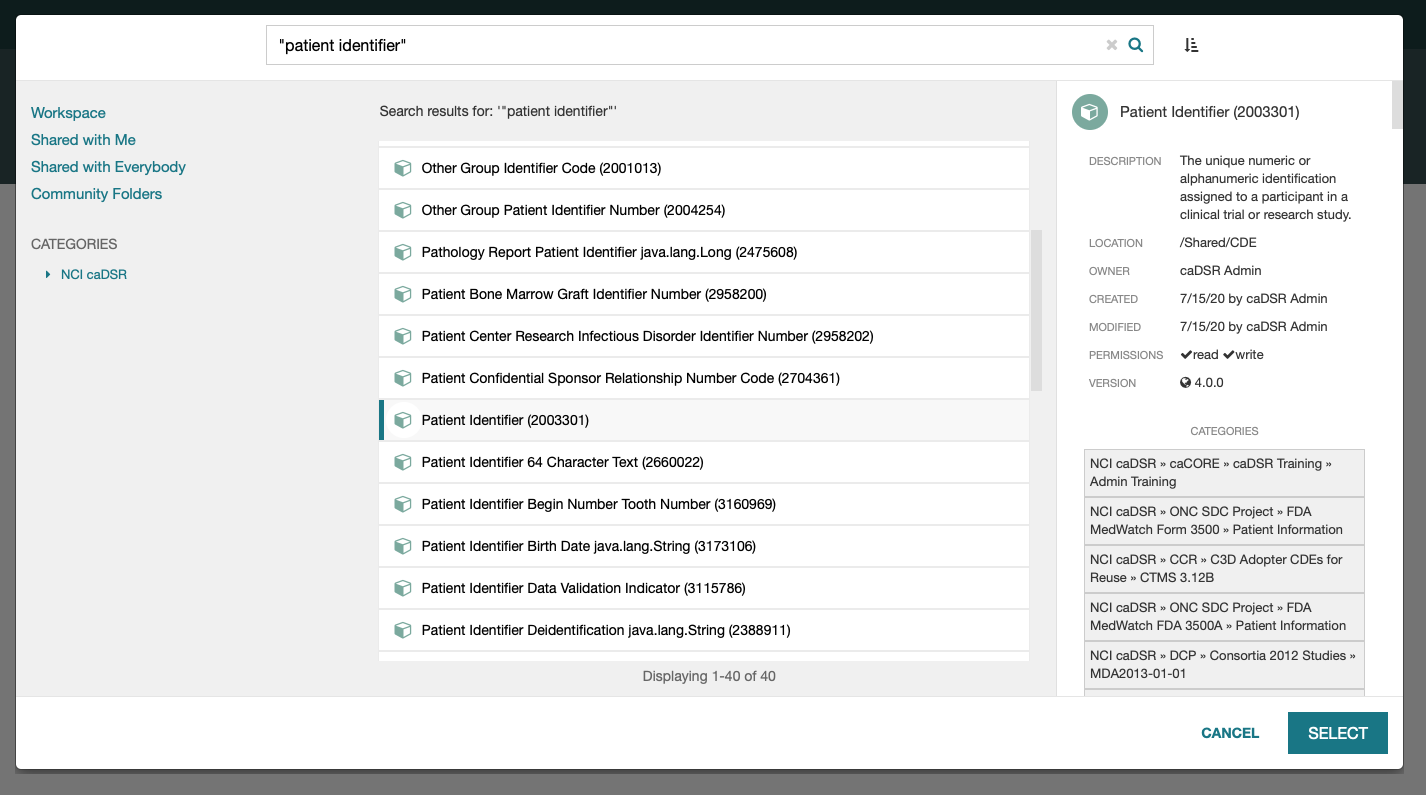 "patient identifier"
Workspace
Shared with Me
Shared with Everybody
Community Folders
CATEGORIES
NCI caDSR
Search results for: '"patient identifier"'
Other Group Identifier Code (2001013)
Other Group Patient Identifier Number (2004254)
Pathology Report Patient Identifier java.lang.Long (2475608)
Patient Bone Marrow Graft Identifier Number (2958200)
Patient Center Research Infectious Disorder Identifier Number (2958202)
Patient Confidential Sponsor Relationship Number Code (2704361)
Patient Identifier (2003301)
Patient Identifier 64 Character Text (2660022)
Patient Identifier Begin Number Tooth Number (3160969)
Patient Identifier Birth Date java.lang.String (3173106)
Patient Identifier Data Validation Indicator (3115786)
Patient Identifier Deidentification java.lang.String (2388911)
Displaying 1-40 of 40
Patient Identifier (2003301)
DESCRIPTION The unique numeric or
alphanumeric identification
assigned to a participant in a
clinical trial or research study.
LOCATION /Shared/CDE
OWNER caDSR Admin
CREATED 7/15/20 by caDSR Admin
MODIFIED 7/15/20 by caDSR Admin
PERMISSIONS ✔read ✔write
VERSION 4.0.0
CATEGORIES
NCI caDSR » caCORE » caDSR Training »
Admin Training
NCI caDSR » ONC SDC Project » FDA
MedWatch Form 3500 » Patient Information
NCI caDSR » CCR » C3D Adopter CDEs for
Reuse » CTMS 3.12B
NCI caDSR » ONC SDC Project » FDA
MedWatch FDA 3500A » Patient Information
NCI caDSR » DCP » Consortia 2012 Studies »
MDA2013-01-01
CANCEL
SELECT